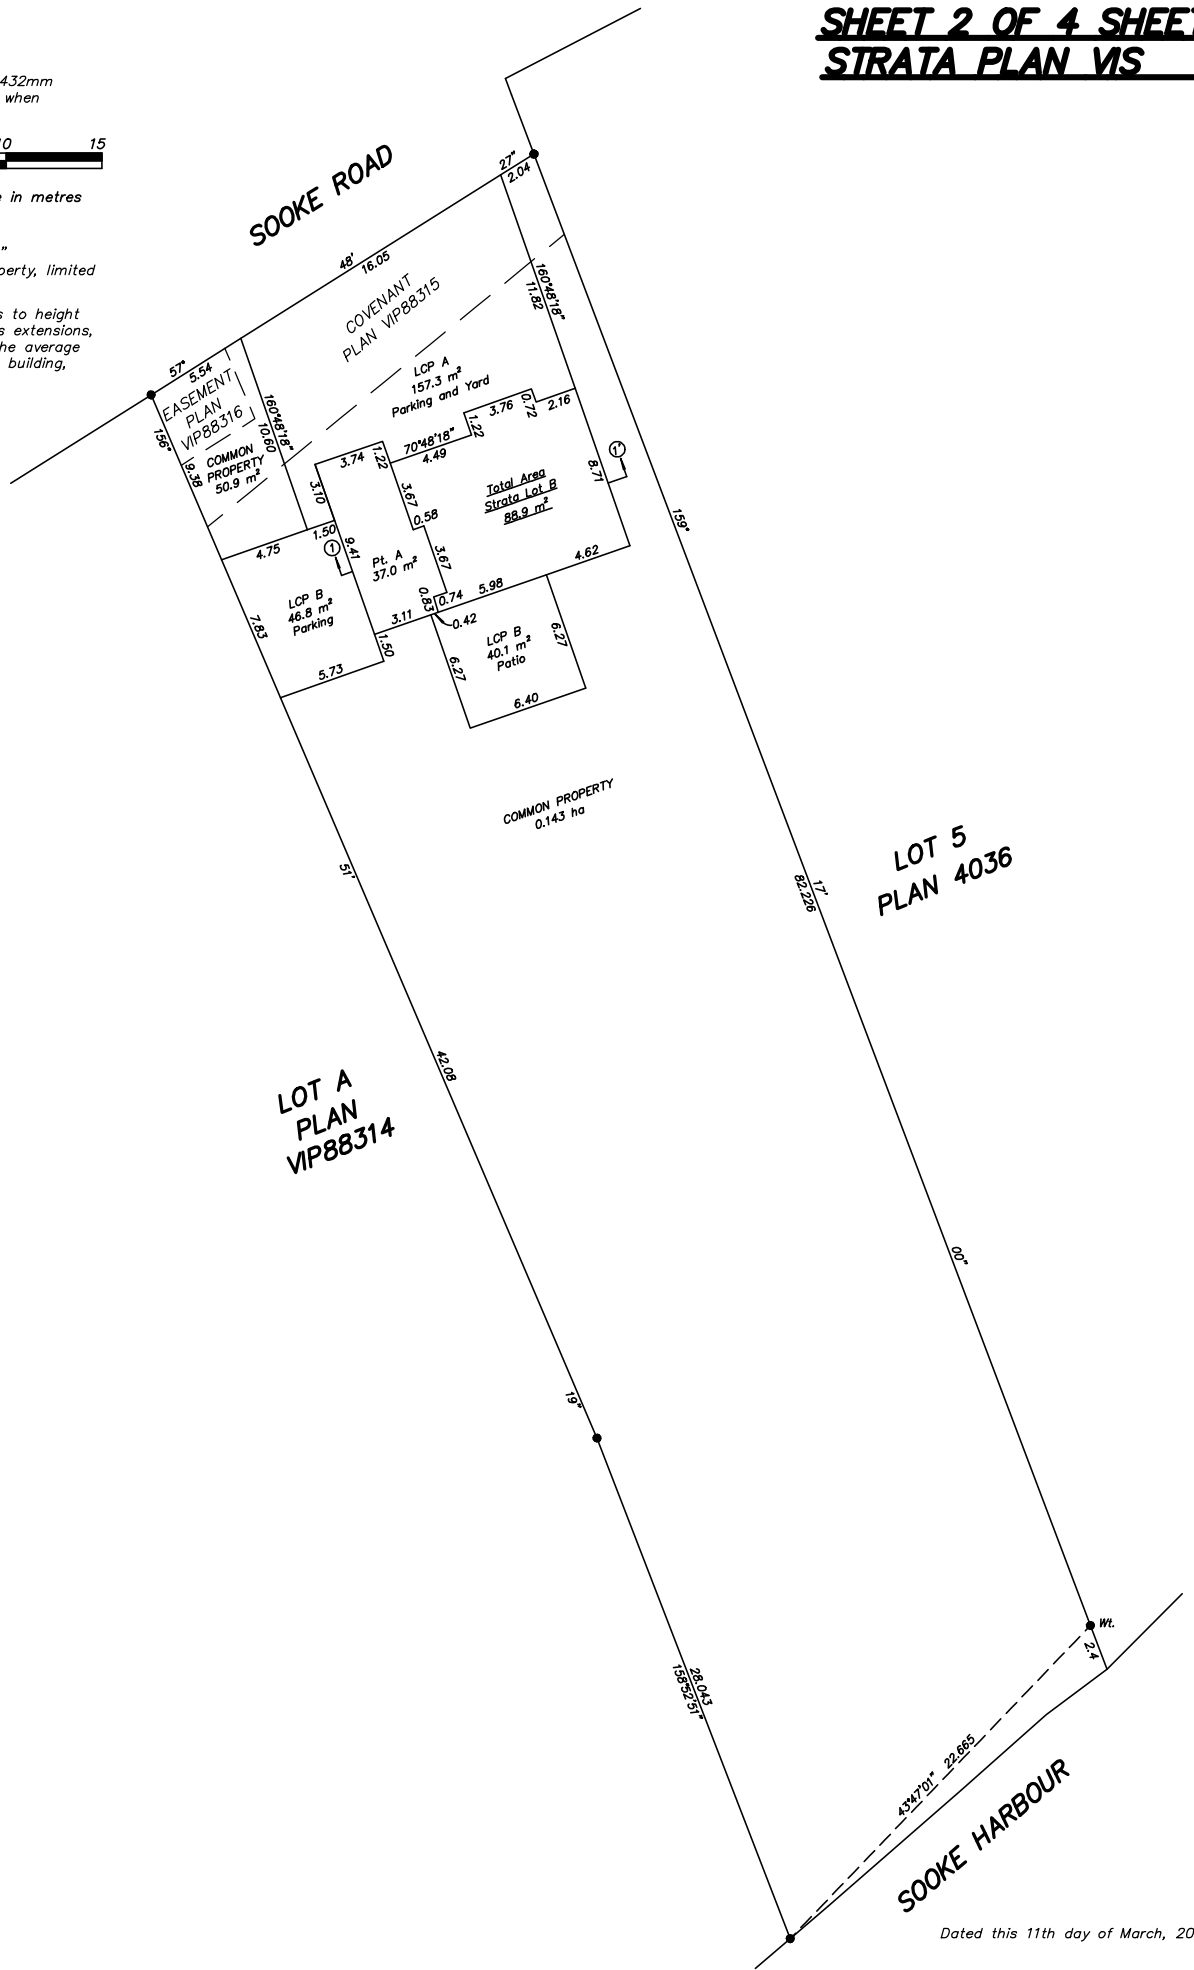 SHEET 2 OF 4 SHEET
STRATA PLAN VIS
432mm
when
10 15
in metres
"
perty, limited
s to height
s extensions,
he average
building,
SOOKE ROAD
27"
2.04
48'
16.05
COVENANT
PLAN VIP88315
160°48'18"
11.82
57°
5.54
EASEMENT
PLAN
VIP88316
156°
9.38
COMMON
PROPERTY
50.9 m²
160°48'18"
10.60
LCP A
157.3 m²
Parking and Yard
3.76
0.72
2.16
1.22
70°48'18"
4.49
3.74
1.22
3.10
3.67
0.58
Total Area
Strata Lot B
88.9 m²
8.71
1'
159°
4.75
1.50
1
9.41
Pt. A
37.0 m²
3.67
4.62
LCP B
46.8 m²
Parking
7.83
0.83
0.74
5.98
3.11
0.42
1.50
5.73
LCP B
40.1 m²
Patio
6.27
6.27
6.40
COMMON PROPERTY
0.143 ha
51'
LOT 5
PLAN 4036
17'
82.226
42.08
LOT A
PLAN
VIP88314
00"
19"
28.043
158°52'51"
Wt.
2.4
43°47'01" 22.665
SOOKE HARBOUR
Dated this 11th day of March, 20